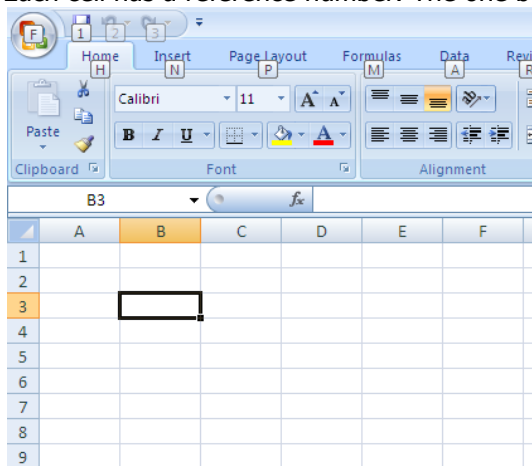 Each cell has a reference number. The one b
F 1 2 3
Home Insert Page Layout Formulas Data Revi
H N P M A R
Calibri 11 A A
Paste B I U A
Clipboard Font Alignment
B3 fx
A B C D E F
1
2
3
4
5
6
7
8
9